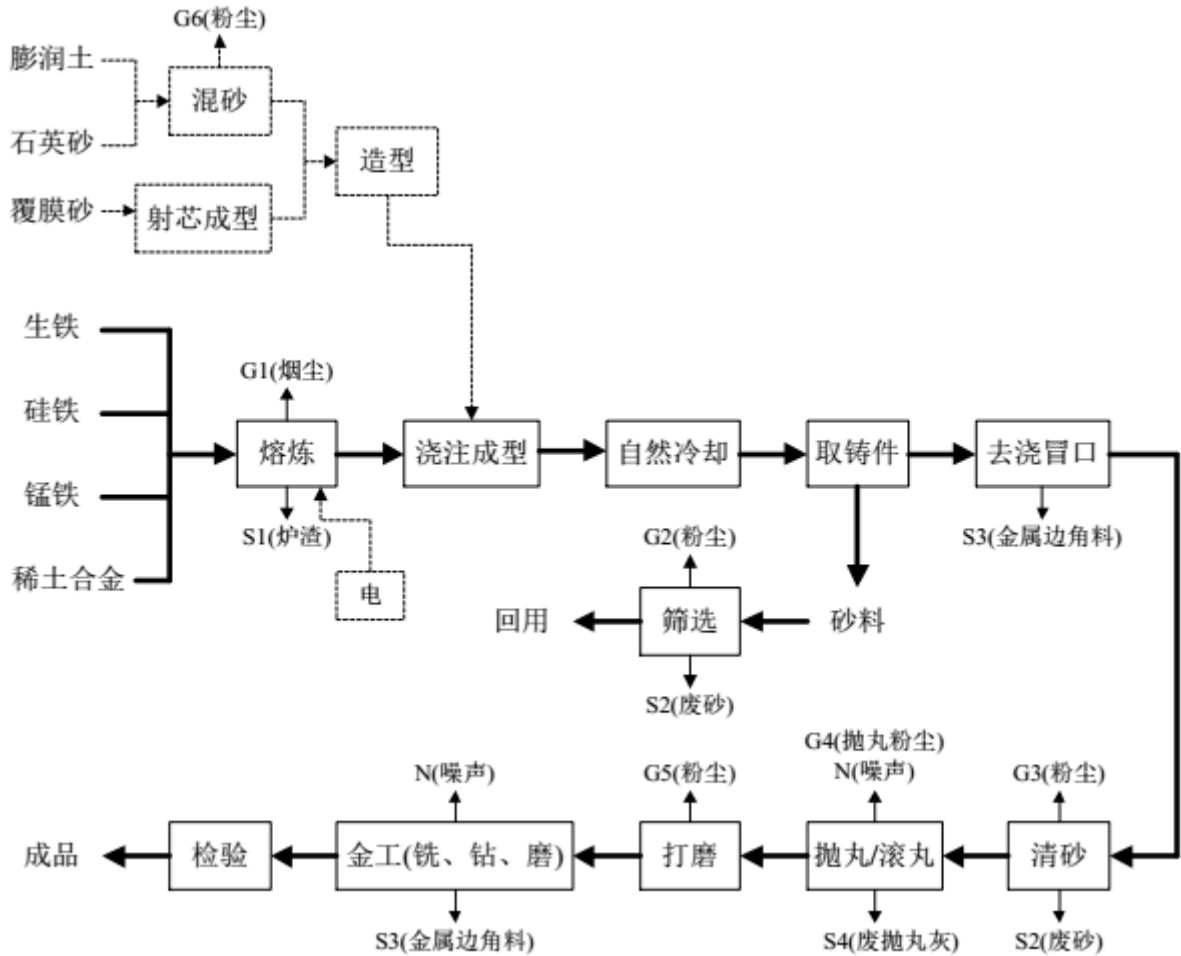 G6(粉尘)
膨润土
混砂
石英砂
造型
覆膜砂
射芯成型
生铁
G1(烟尘)
硅铁
熔炼
浇注成型
自然冷却
取铸件
去浇冒口
锰铁
S1(炉渣)
G2(粉尘)
S3(金属边角料)
稀土合金
电
回用
筛选
砂料
S2(废砂)
G4(抛丸粉尘)
N(噪声)
G5(粉尘)
N(噪声)
G3(粉尘)
成品
检验
金工(铣、钻、磨)
打磨
抛丸/滚丸
清砂
S3(金属边角料)
S4(废抛丸灰)
S2(废砂)